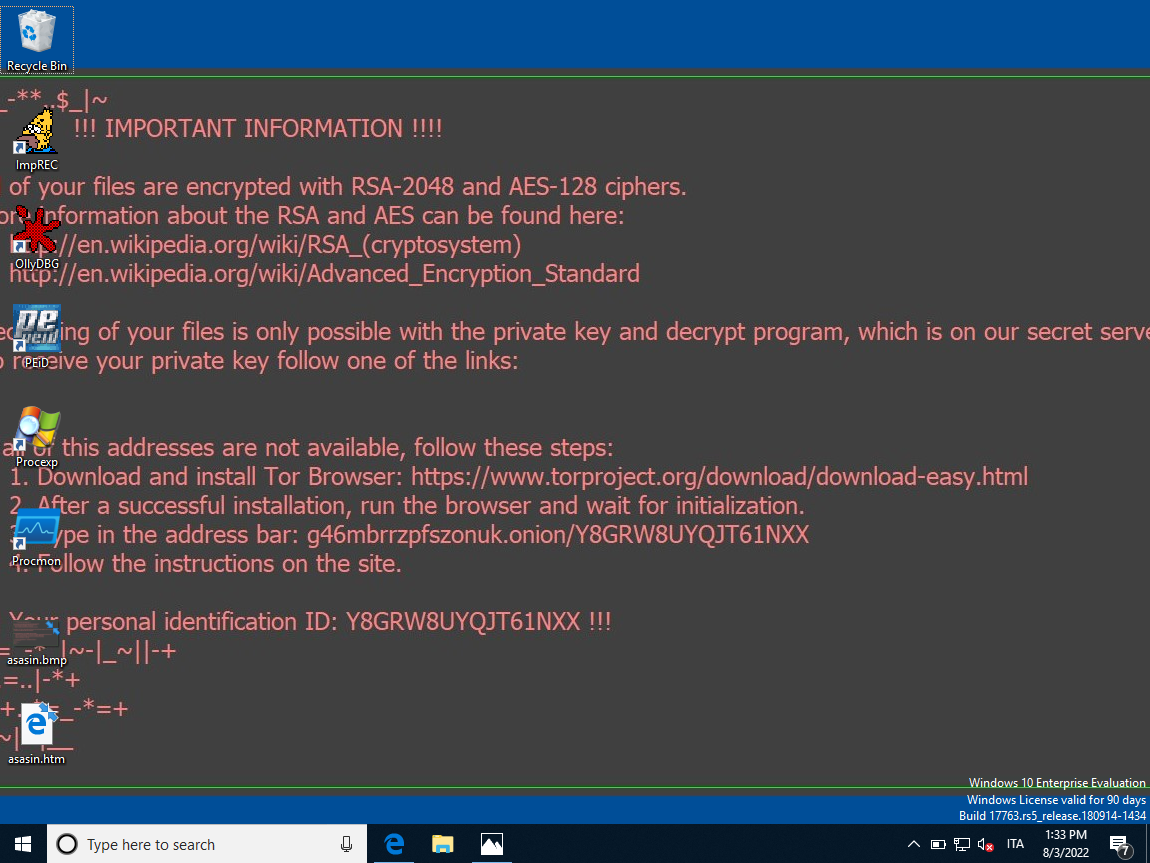 Recycle Bin
_-**..$_|~
!!! IMPORTANT INFORMATION !!!!
ImpREC
of your files are encrypted with RSA-2048 and AES-128 ciphers.
information about the RSA and AES can be found here:
://en.wikipedia.org/wiki/RSA_(cryptosystem)
OllyDBG
http://en.wikipedia.org/wiki/Advanced_Encryption_Standard
of your files is only possible with the private key and decrypt program, which is on our secret serve
receive your private key follow one of the links:
PEiD
all of this addresses are not available, follow these steps:
Procexp
1. Download and install Tor Browser: https://www.torproject.org/download/download-easy.html
2. After a successful installation, run the browser and wait for initialization.
3. Type in the address bar: g46mbrrzpfszonuk.onion/Y8GRW8UYQJT61NXX
Procmon
4. Follow the instructions on the site.
Your personal identification ID: Y8GRW8UYQJT61NXX !!!
|~-|_~||-+
asasin.bmp
=..|-*+
_-*=+
asasin.htm
Windows 10 Enterprise Evaluation
Windows License valid for 90 days
Build 17763.rs5_release.180914-1434
Type here to search
ITA
1:33 PM
8/3/2022
7